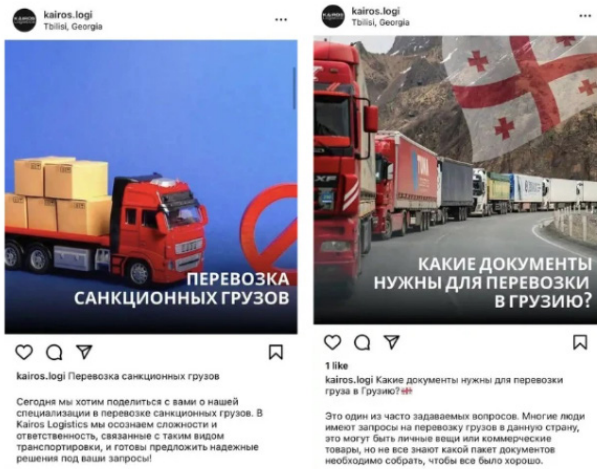 kairos.logi
Tbilisi, Georgia
ПЕРЕВОЗКА
САНКЦИОННЫХ ГРУЗОВ
kairos.logi Перевозка санкционных грузов
Сегодня мы хотим поделиться с вами о нашей
специализации в перевозке санкционных грузов. В
Kairos Logistics мы осознаем сложности и
ответственность, связанные с таким видом
транспортировки, и готовы предложить надежные
решения под ваши запросы!
kairos.logi
Tbilisi, Georgia
КАКИЕ ДОКУМЕНТЫ
НУЖНЫ ДЛЯ ПЕРЕВОЗКИ
В ГРУЗИЮ?
1 like
kairos.logi Какие документы нужны для перевозки
груза в Грузию?🇬🇪
Это один из часто задаваемых вопросов. Многие люди
имеют запросы на перевозку грузов в данную страну,
это могут быть личные вещи или коммерческие
товары, но не все знают какой пакет документов
необходимо собрать, чтобы все было хорошо.